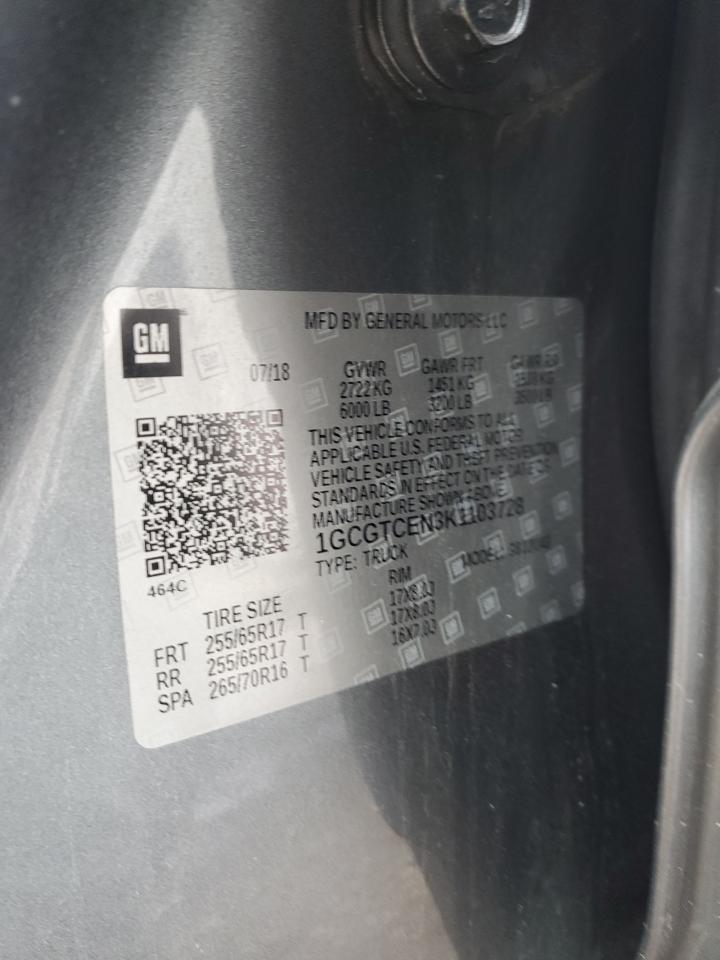 GM
MFD BY GENERAL MOTORS LLC
07/18
GVWR GAWR FRT GAWR RR
2722 KG 1451 KG
6000 LB 3200 LB
THIS VEHICLE CONFORMS TO ALL
APPLICABLE U.S. FEDERAL MOTOR
VEHICLE SAFETY AND THEFT PREVENTION
STANDARDS IN EFFECT ON THE DATE OF
MANUFACTURE SHOWN ABOVE.
1GCGTCEN3K1103728
TYPE: TRUCK MODEL:
464C
TIRE SIZE RIM
FRT 255/65R17 T 17X8.0J
RR 255/65R17 T 17X8.0J
SPA 265/70R16 T 16X7.0J